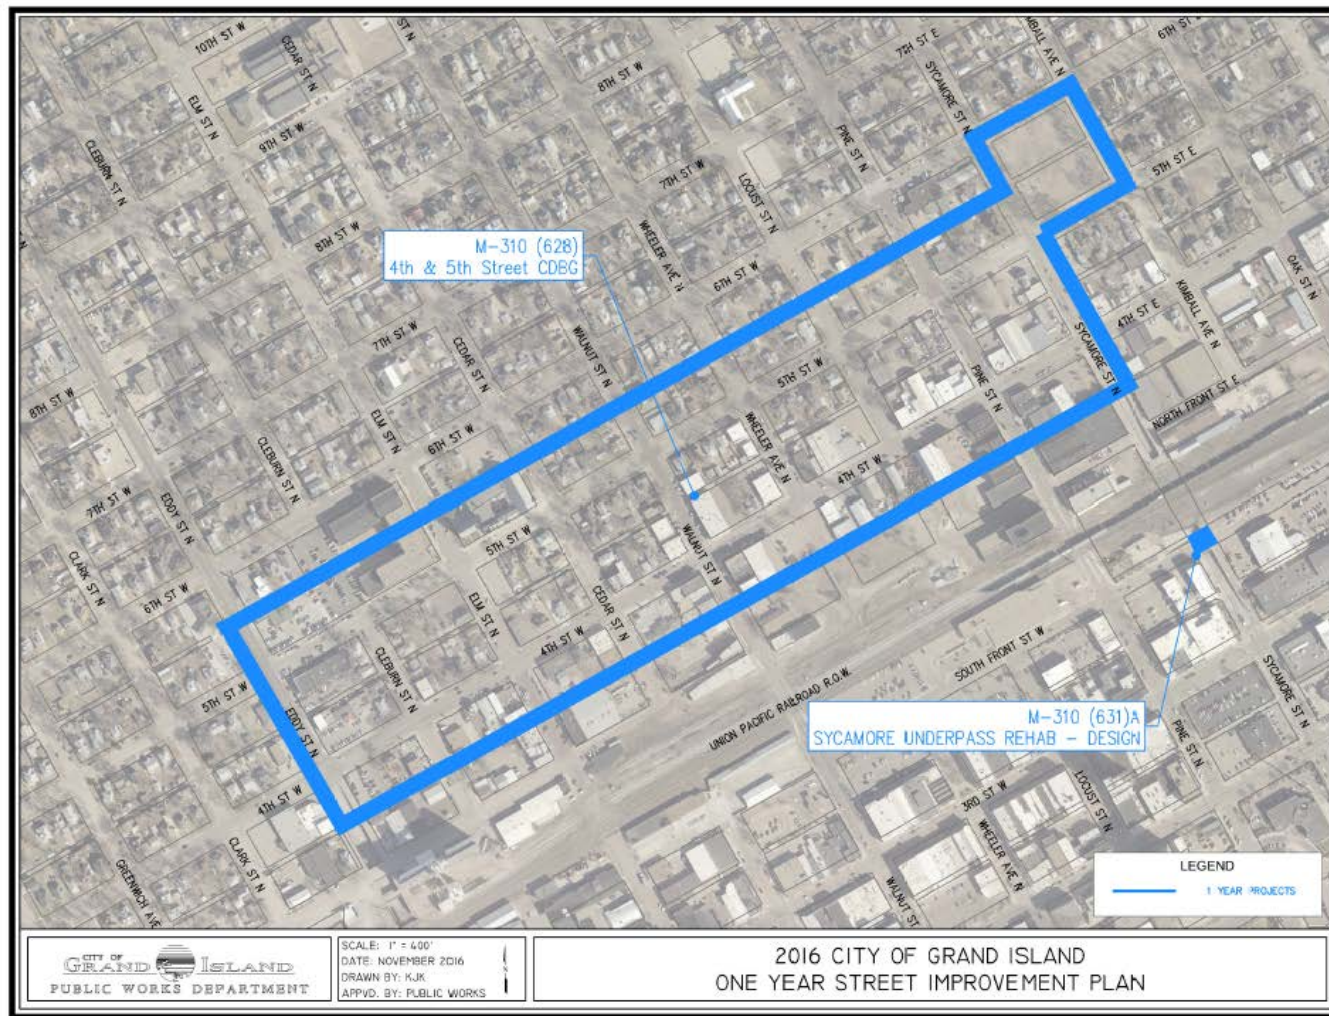 10TH ST W
CEDAR ST N
ST N
KIMBALL AVE N
6TH ST E
7TH ST E
SYCAMORE ST N
ELM ST N
8TH ST W
9TH ST W
PINE ST N
CLEBURN ST N
7TH ST W
LOCUST ST N
5TH ST E
8TH ST W
WHEELER AVE N
M-310 (628)
4th & 5th Street CDBG
6TH ST W
OAK ST N
KIMBALL AVE N
4TH ST E
7TH ST W
CEDAR ST N
WALNUT ST N
SYCAMORE ST N
8TH ST W
5TH ST W
PINE ST N
NORTH FRONT ST E
ELM ST N
6TH ST W
WHEELER AVE N
CLEBURN ST N
4TH ST W
7TH ST W
EDDY ST N
5TH ST W
WALNUT ST N
CLARK ST N
6TH ST W
ELM ST N
CEDAR ST N
4TH ST W
SOUTH FRONT ST W
CLEBURN ST N
SYCAMORE ST N
5TH ST W
EDDY ST N
UNION PACIFIC RAILROAD R.O.W.
M-310 (631)A
SYCAMORE UNDERPASS REHAB - DESIGN
PINE ST N
4TH ST W
3RD ST W
LOCUST ST N
CLARK ST N
WHEELER AVE N
GREENWICH AVE
WALNUT ST
LEGEND
1 YEAR PROJECTS
CITY OF
GRAND ISLAND
PUBLIC WORKS DEPARTMENT
SCALE: 1" = 400'
DATE: NOVEMBER 2016
DRAWN BY: KJK
APPVD. BY: PUBLIC WORKS
2016 CITY OF GRAND ISLAND
ONE YEAR STREET IMPROVEMENT PLAN